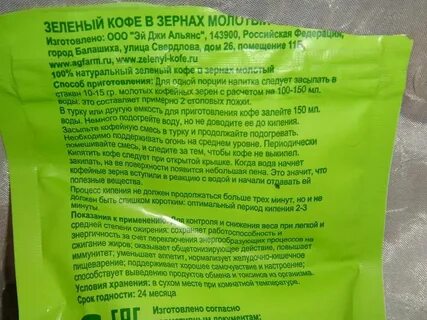 ЗЕЛЕНЫЙ КОФЕ В ЗЕРНАХ МОЛОТЫЙ
Изготовлено: ООО "Эй Джи Альянс", 143900, Российская Федерация,
город Балашиха, улица Свердлова, дом 26, помещение
www.agfarm.ru, www.zelenyi-kofe.ru
100% натуральный зеленый кофе в зернах молотый
Способ приготовления: Для одной порции напитка следует засыпать в
стакан 10-15 гр. молотых кофейных зерен с расчетом на 100-150 мл.
воды; это составляет примерно 2 столовых ложки.
В турку или другую емкость для приготовления кофе залейте 150 мл.
воды. Немного подогрейте воду, но не доводите ее до кипения.
Засыпьте кофейную смесь в турку и продолжайте подогревать.
Необходимо поддерживать огонь на среднем уровне. Периодически
помешивайте смесь, и следите за тем, чтобы кофе не выкипел.
Кипятить кофе следует при открытой крышке. Когда вода начнет
закипать, на ее поверхности появится небольшая пена. Это значит, что
кофейные зерна вступили в реакцию с водой и начали отдавать ей
полезные вещества.
Процесс кипения не должен продолжаться больше трех минут, но и не
должен быть слишком коротким: оптимальный период кипения 2-3
минуты.
Показания к применению: Для контроля и снижения веса при легкой и
средней степени ожирения; сохраняет работоспособность и
энергичность за счет переключения энергообразующих процессов на
сжигание жиров; оказывает общетонизирующее действие, повышает
иммунитет; уменьшает аппетит, нормализует желудочно-кишечное
пищеварение; поддерживает хорошее самочувствие и настроение;
способствует выведению продуктов обмена и токсинов из организма.
Условия хранения: в сухом месте при комнатной температуре.
Срок годности: 24 месяца
ЕАС Изготовлено согласно
документам: